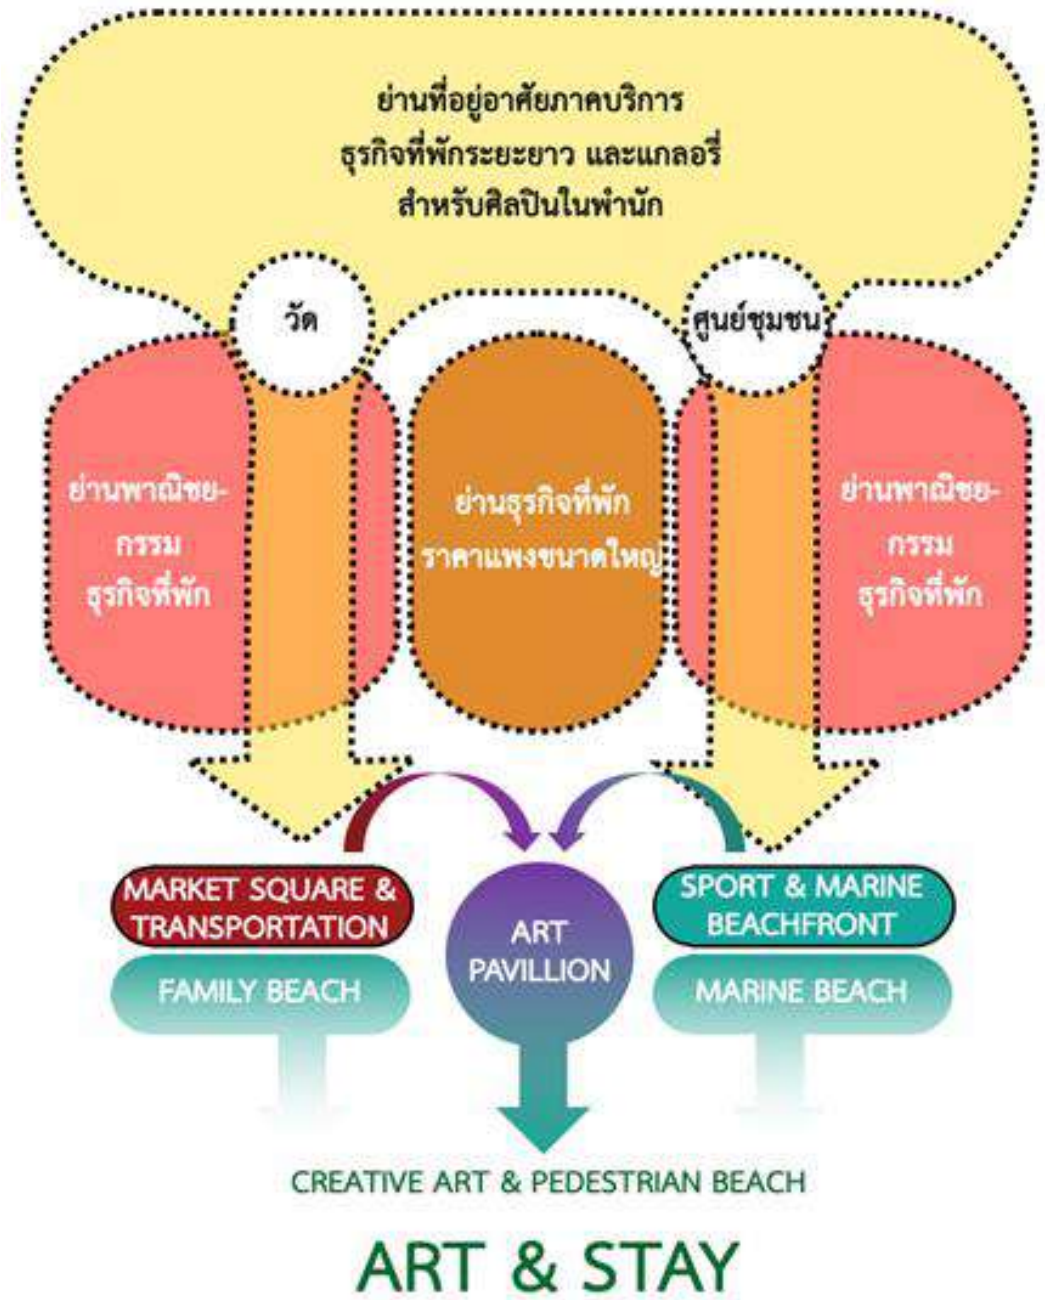 ย่านที่อยู่อาศัยภาคบริการ
ธุรกิจที่พักระยะยาว และแกลอรี่
สำหรับศิลปินในพำนัก
วัด
ศูนย์ชุมชน
ย่านพาณิชย-
กรรม
ธุรกิจที่พัก
ย่านธุรกิจที่พัก
ราคาแพงขนาดใหญ่
ย่านพาณิชย-
กรรม
ธุรกิจที่พัก
MARKET SQUARE &
TRANSPORTATION
FAMILY BEACH
ART
PAVILLION
SPORT & MARINE
BEACHFRONT
MARINE BEACH
CREATIVE ART & PEDESTRIAN BEACH
ART & STAY